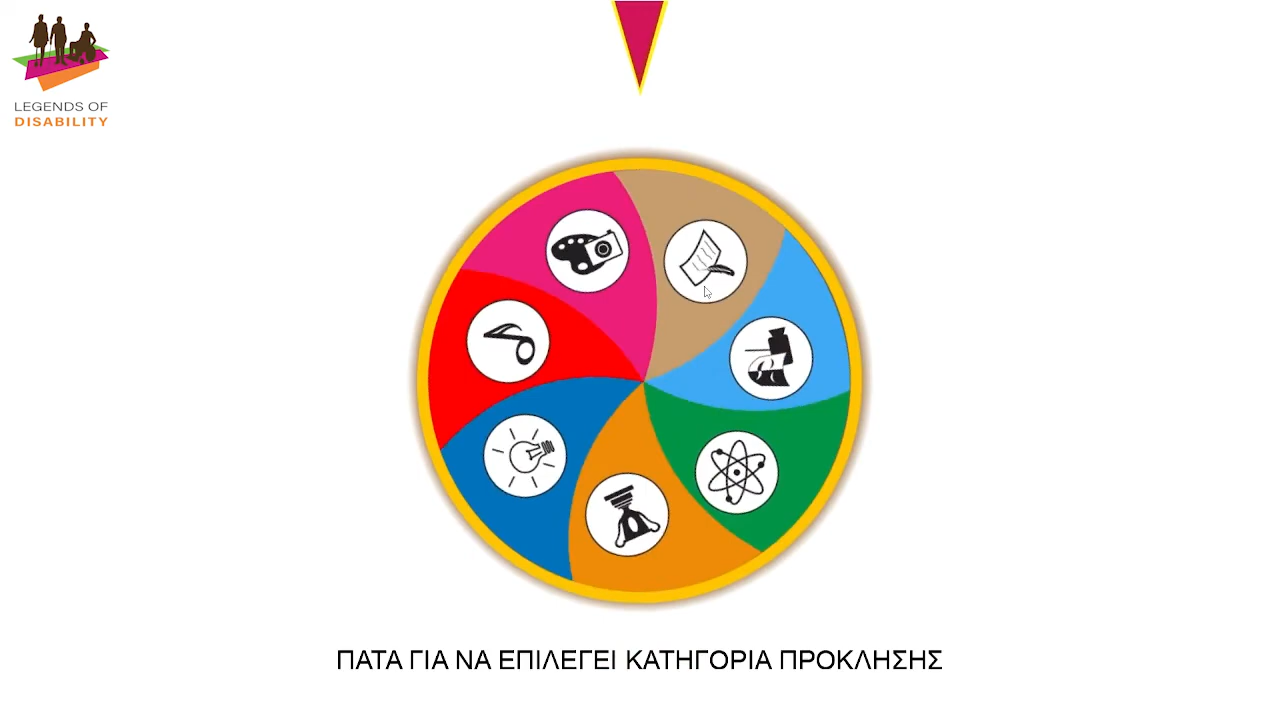 LEGENDS OF
DISABILITY
ΠΑΤΑ ΓΙΑ ΝΑ ΕΠΙΛΕΓΕΙ ΚΑΤΗΓΟΡΙΑ ΠΡΟΚΛΗΣΗΣ